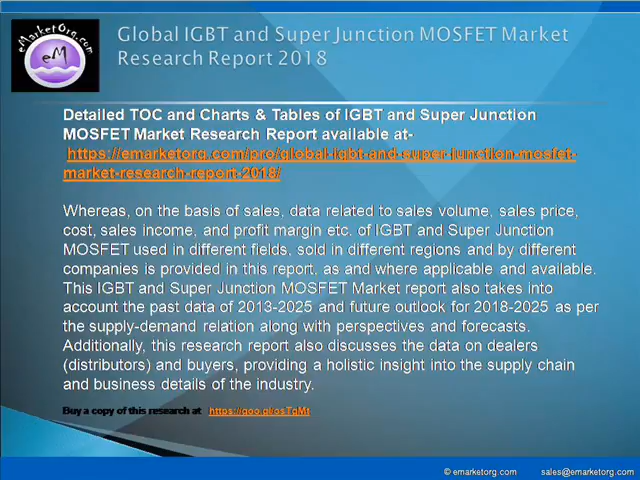 eMarketOrg.com
eM
Global IGBT and Super Junction MOSFET Market
Research Report 2018
Detailed TOC and Charts & Tables of IGBT and Super Junction
MOSFET Market Research Report available at-
https://emarketorg.com/pro/global-igbt-and-super-junction-mosfet-
market-research-report-2018/
Whereas, on the basis of sales, data related to sales volume, sales price,
cost, sales income, and profit margin etc. of IGBT and Super Junction
MOSFET used in different fields, sold in different regions and by different
companies is provided in this report, as and where applicable and available.
This IGBT and Super Junction MOSFET Market report also takes into
account the past data of 2013-2025 and future outlook for 2018-2025 as per
the supply-demand relation along with perspectives and forecasts.
Additionally, this research report also discusses the data on dealers
(distributors) and buyers, providing a holistic insight into the supply chain
and business details of the industry.
Buy a copy of this research at https://goo.gl/osTqMt
© emarketorg.com sales@emarketorg.com